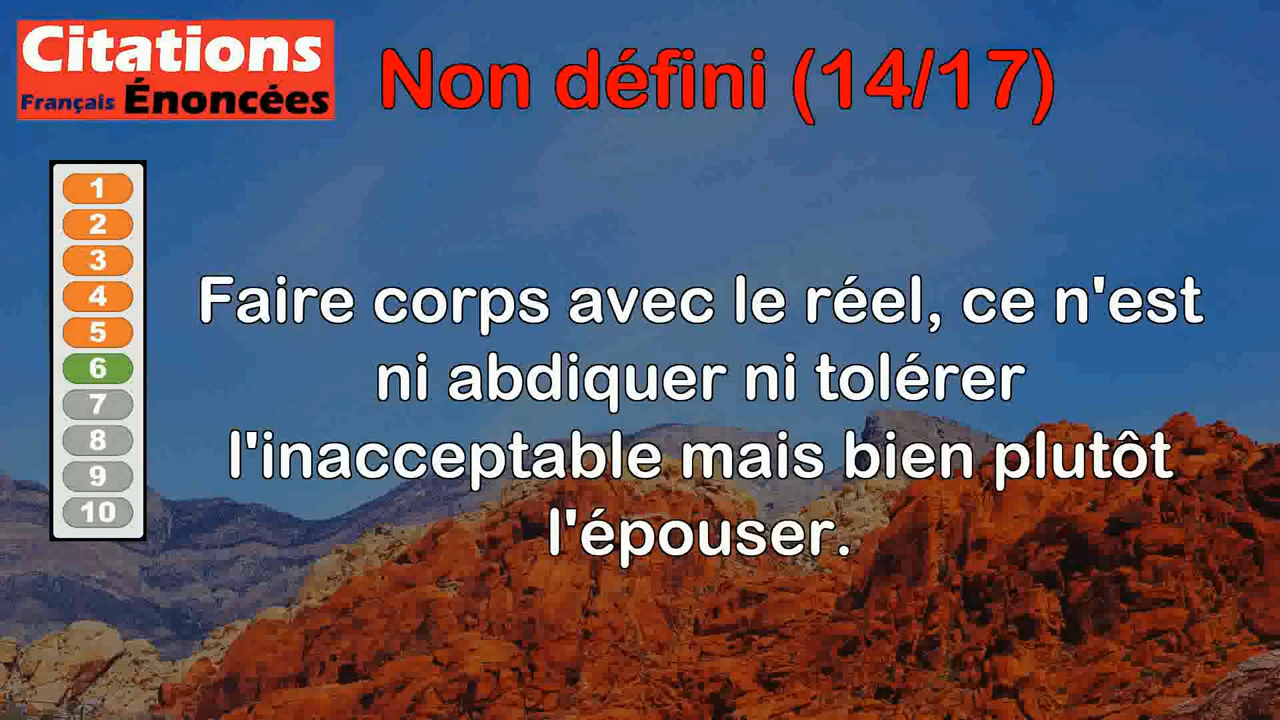 Citations
Français Énoncées
Non défini (14/17)
1
2
3
4
5
6
7
8
9
10
Faire corps avec le réel, ce n'est
ni abdiquer ni tolérer
l'inacceptable mais bien plutôt
l'épouser.